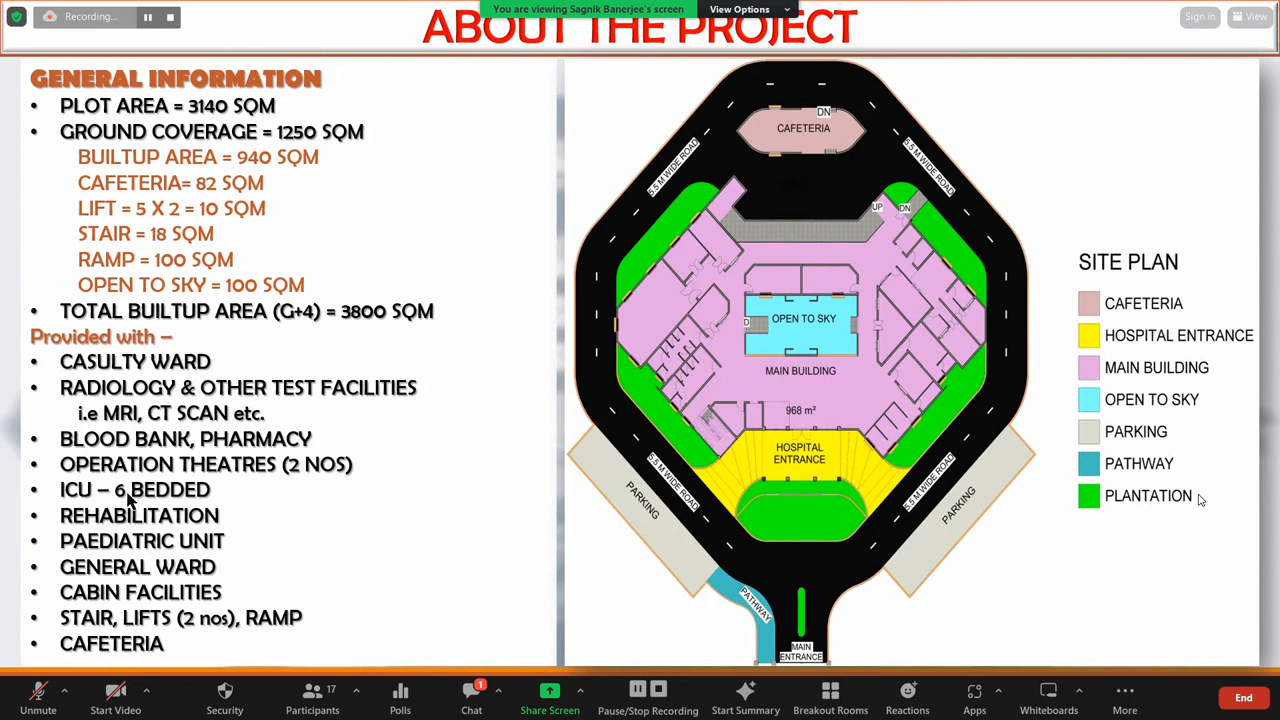 Recording...
You are viewing Sagnik Banerjee's screen
View Options
Sign in
View
ABOUT THE PROJECT
GENERAL INFORMATION
• PLOT AREA = 3140 SQM
• GROUND COVERAGE = 1250 SQM
BUILTUP AREA = 940 SQM
CAFETERIA= 82 SQM
LIFT = 5 X 2 = 10 SQM
STAIR = 18 SQM
RAMP = 100 SQM
OPEN TO SKY = 100 SQM
• TOTAL BUILTUP AREA (G+4) = 3800 SQM
Provided with –
• CASULTY WARD
• RADIOLOGY & OTHER TEST FACILITIES
i.e MRI, CT SCAN etc.
• BLOOD BANK, PHARMACY
• OPERATION THEATRES (2 NOS)
• ICU – 6 BEDDED
• REHABILITATION
• PAEDIATRIC UNIT
• GENERAL WARD
• CABIN FACILITIES
• STAIR, LIFTS (2 nos), RAMP
• CAFETERIA
DN
CAFETERIA
5.5 M WIDE ROAD
5.5 M WIDE ROAD
UP
DN
D
OPEN TO SKY
MAIN BUILDING
968 m²
HOSPITAL
ENTRANCE
5.5 M WIDE ROAD
5.5 M WIDE ROAD
PARKING
PARKING
PATHWAY
MAIN
ENTRANCE
SITE PLAN
CAFETERIA
HOSPITAL ENTRANCE
MAIN BUILDING
OPEN TO SKY
PARKING
PATHWAY
PLANTATION
Unmute
Start Video
Security
17
Participants
Polls
1
Chat
Share Screen
Pause/Stop Recording
Start Summary
Breakout Rooms
Reactions
Apps
Whiteboards
More
End